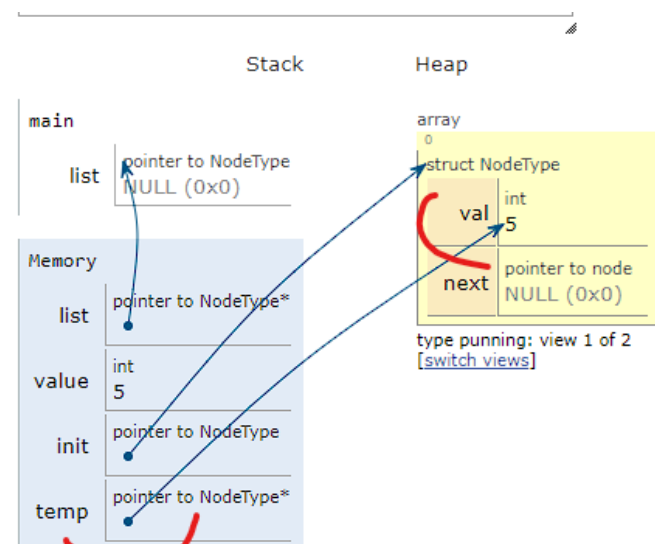 Stack Heap
main
list pointer to NodeType
NULL (0x0)
Memory
list pointer to NodeType*
value int
5
init pointer to NodeType
temp pointer to NodeType*
array
0
struct NodeType
val int
5
next pointer to node
NULL (0x0)
type punning: view 1 of 2
[switch views]